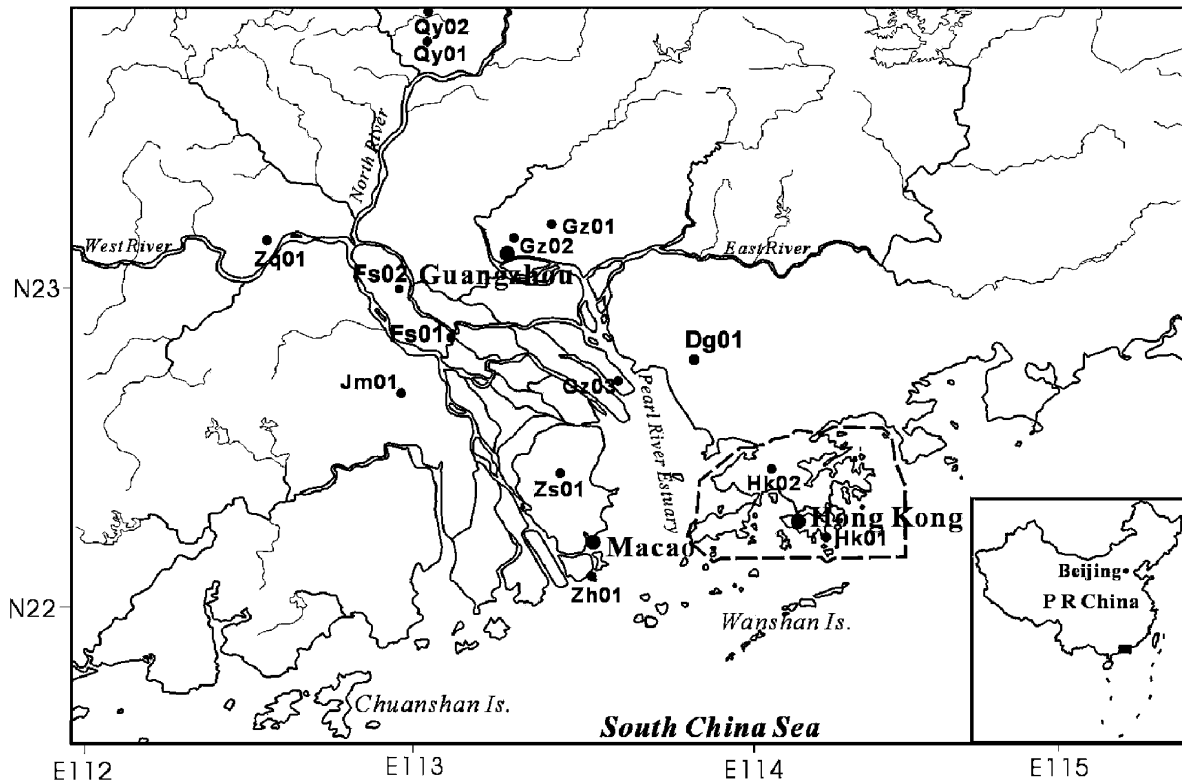 Qy02
Qy01
North River
Gz01
Gz02
West River
Zq01
East River
Fs02
Guangzhou
N23
Fs01
Dg01
Jm01
Gz03
Pearl River Estuary
Hk02
Zs01
Hong Kong
Hk01
Macao
Beijing
P R China
Zh01
N22
Wanshan Is.
Chuanshan Is.
South China Sea
E112
E113
E114
E115